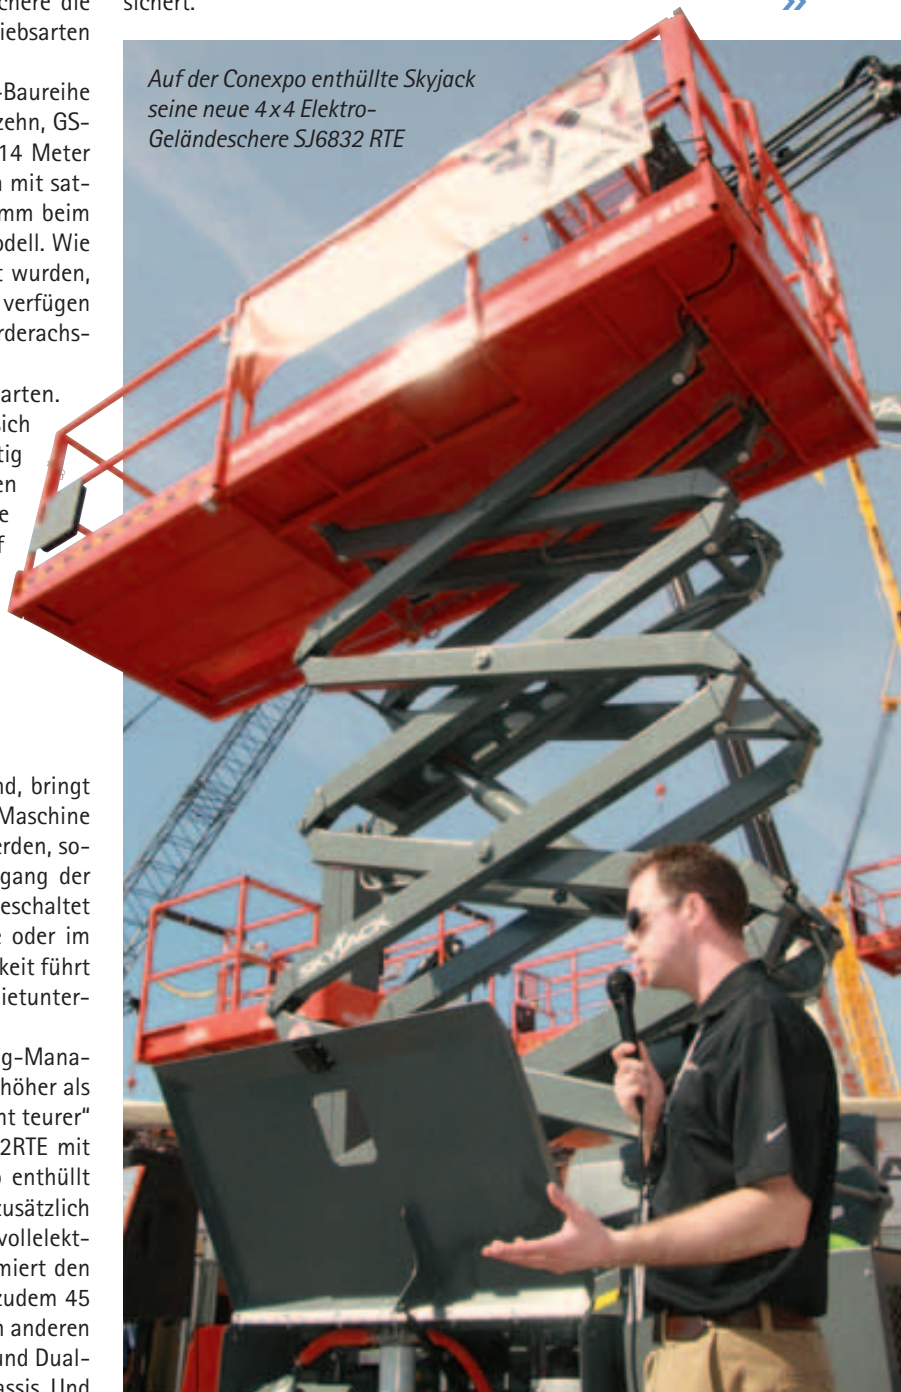 chere die
iebsarten
-Baureihe
zehn, GS-
14 Meter
n mit sat-
mm beim
odell. Wie
t wurden,
verfügen
rderachs-
arten.
sich
tig
en
e
f
nd, bringt
Maschine
erden, so-
gang der
eschaltet
e oder im
keit führt
ietunter-
g-Mana-
höher als
nt teurer“
2RTE mit
o enthüllt
zusätzlich
vollelekt-
miert den
zudem 45
n anderen
und Dual-
assis. Und
sichert.
»
Auf der Conexpo enthüllte Skyjack
seine neue 4x4 Elektro-
Geländeschere SJ6832 RTE
SKYJACK